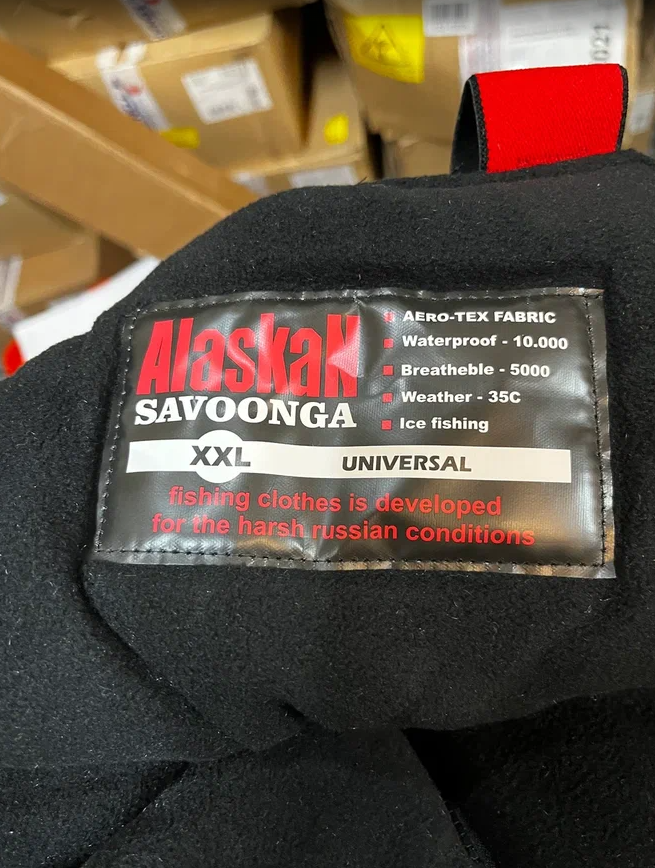 AlaskaN
SAVOONGA
AERO-TEX FABRIC
Waterproof - 10.000
Breatheble - 5000
Weather - 35C
Ice fishing
XXL UNIVERSAL
fishing clothes is developed
for the harsh russian conditions